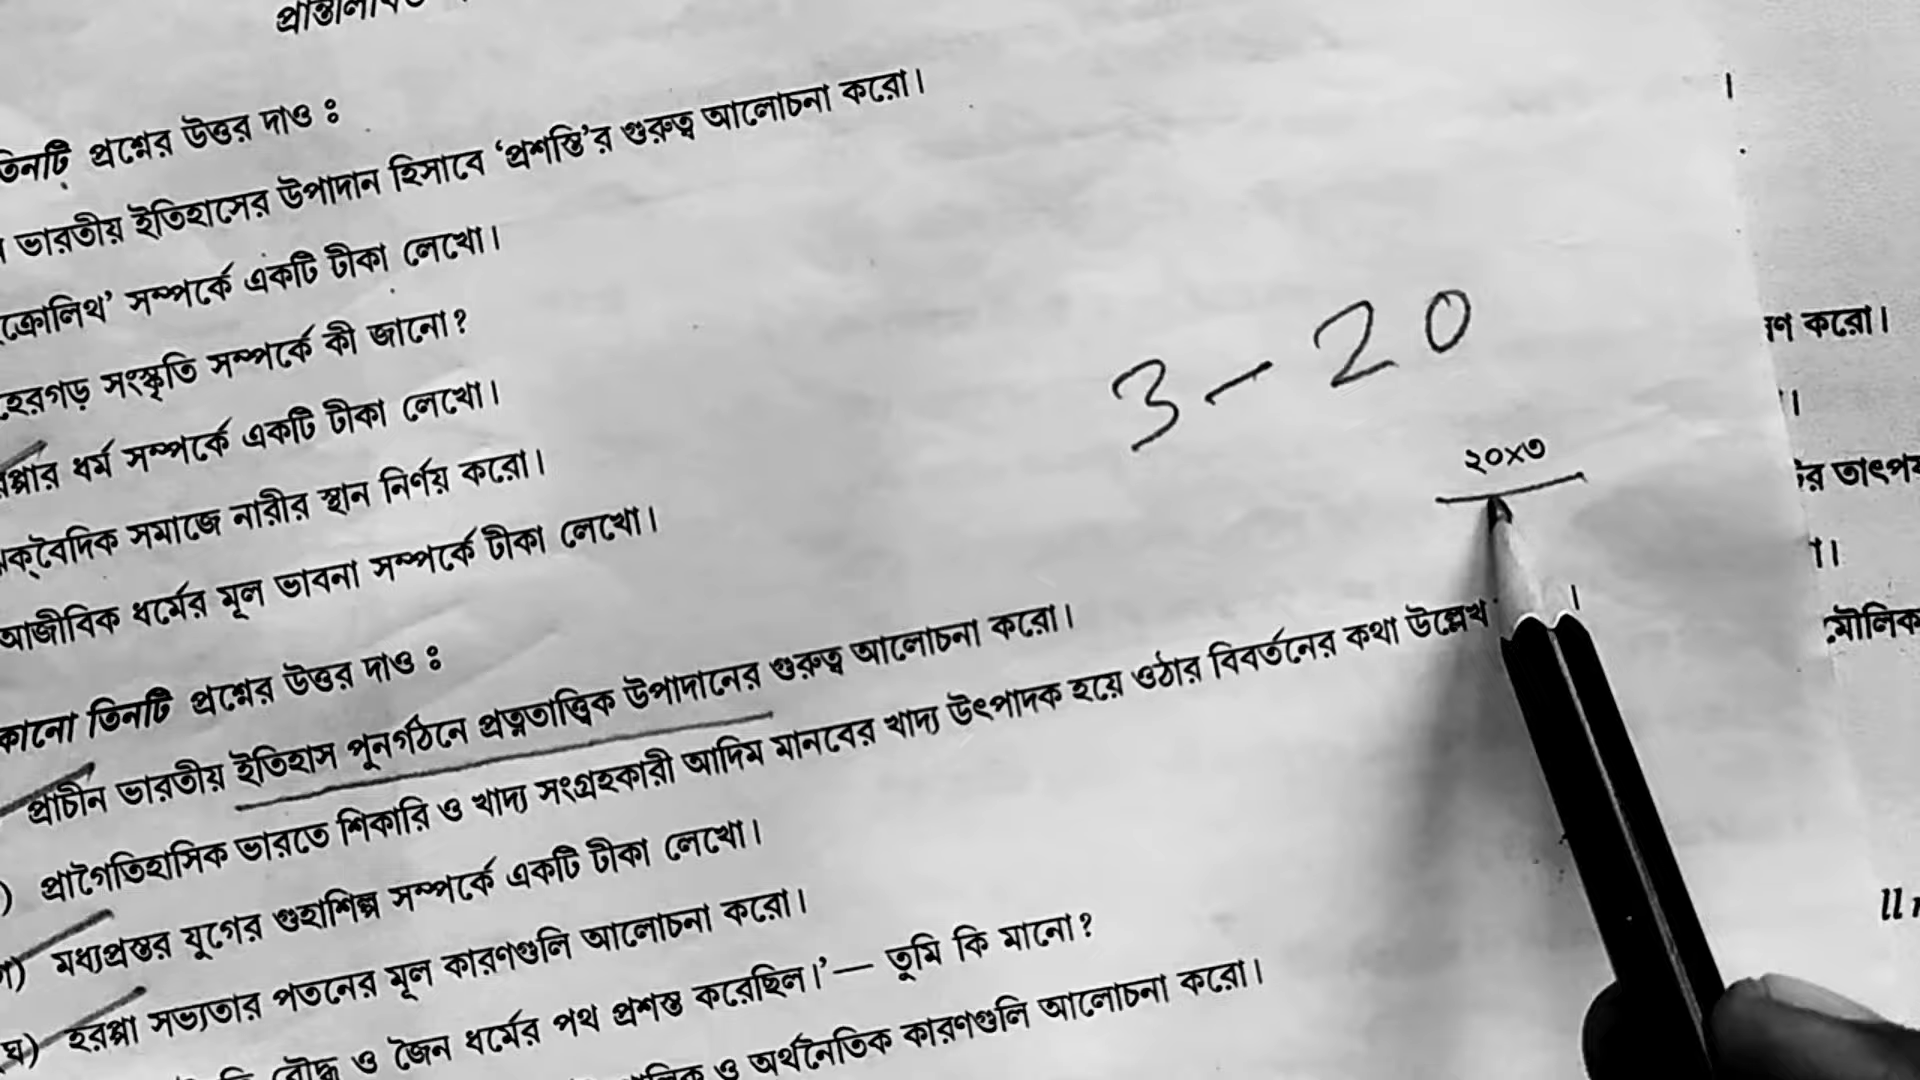 তিনটি প্রশ্নের উত্তর দাও ঃ
ভারতীয় ইতিহাসের উপাদান হিসাবে ‘প্রশস্তি’র গুরুত্ব আলোচনা করো।
ক্রোলিথ’ সম্পর্কে একটি টীকা লেখো।
হেরগড় সংস্কৃতি সম্পর্কে কী জানো?
রপ্পার ধর্ম সম্পর্কে একটি টীকা লেখো।
ঋক্‌বৈদিক সমাজে নারীর স্থান নির্ণয় করো।
আজীবিক ধর্মের মূল ভাবনা সম্পর্কে টীকা লেখো।
3 - 20
২০x৩
কোনো তিনটি প্রশ্নের উত্তর দাও ঃ
প্রাচীন ভারতীয় ইতিহাস পুনর্গঠনে প্রত্নতাত্ত্বিক উপাদানের গুরুত্ব আলোচনা করো।
) প্রাগৈতিহাসিক ভারতে শিকারি ও খাদ্য সংগ্রহকারী আদিম মানবের খাদ্য উৎপাদক হয়ে ওঠার বিবর্তনের কথা উল্লেখ
গ) মধ্যপ্রস্তর যুগের গুহাশিল্প সম্পর্কে একটি টীকা লেখো।
ঘ) হরপ্পা সভ্যতার পতনের মূল কারণগুলি আলোচনা করো।
বৌদ্ধ ও জৈন ধর্মের পথ প্রশস্ত করেছিল।’— তুমি কি মানো?
ও অর্থনৈতিক কারণগুলি আলোচনা করো।
রণ করো।
র তাৎপর্
মৌলিক